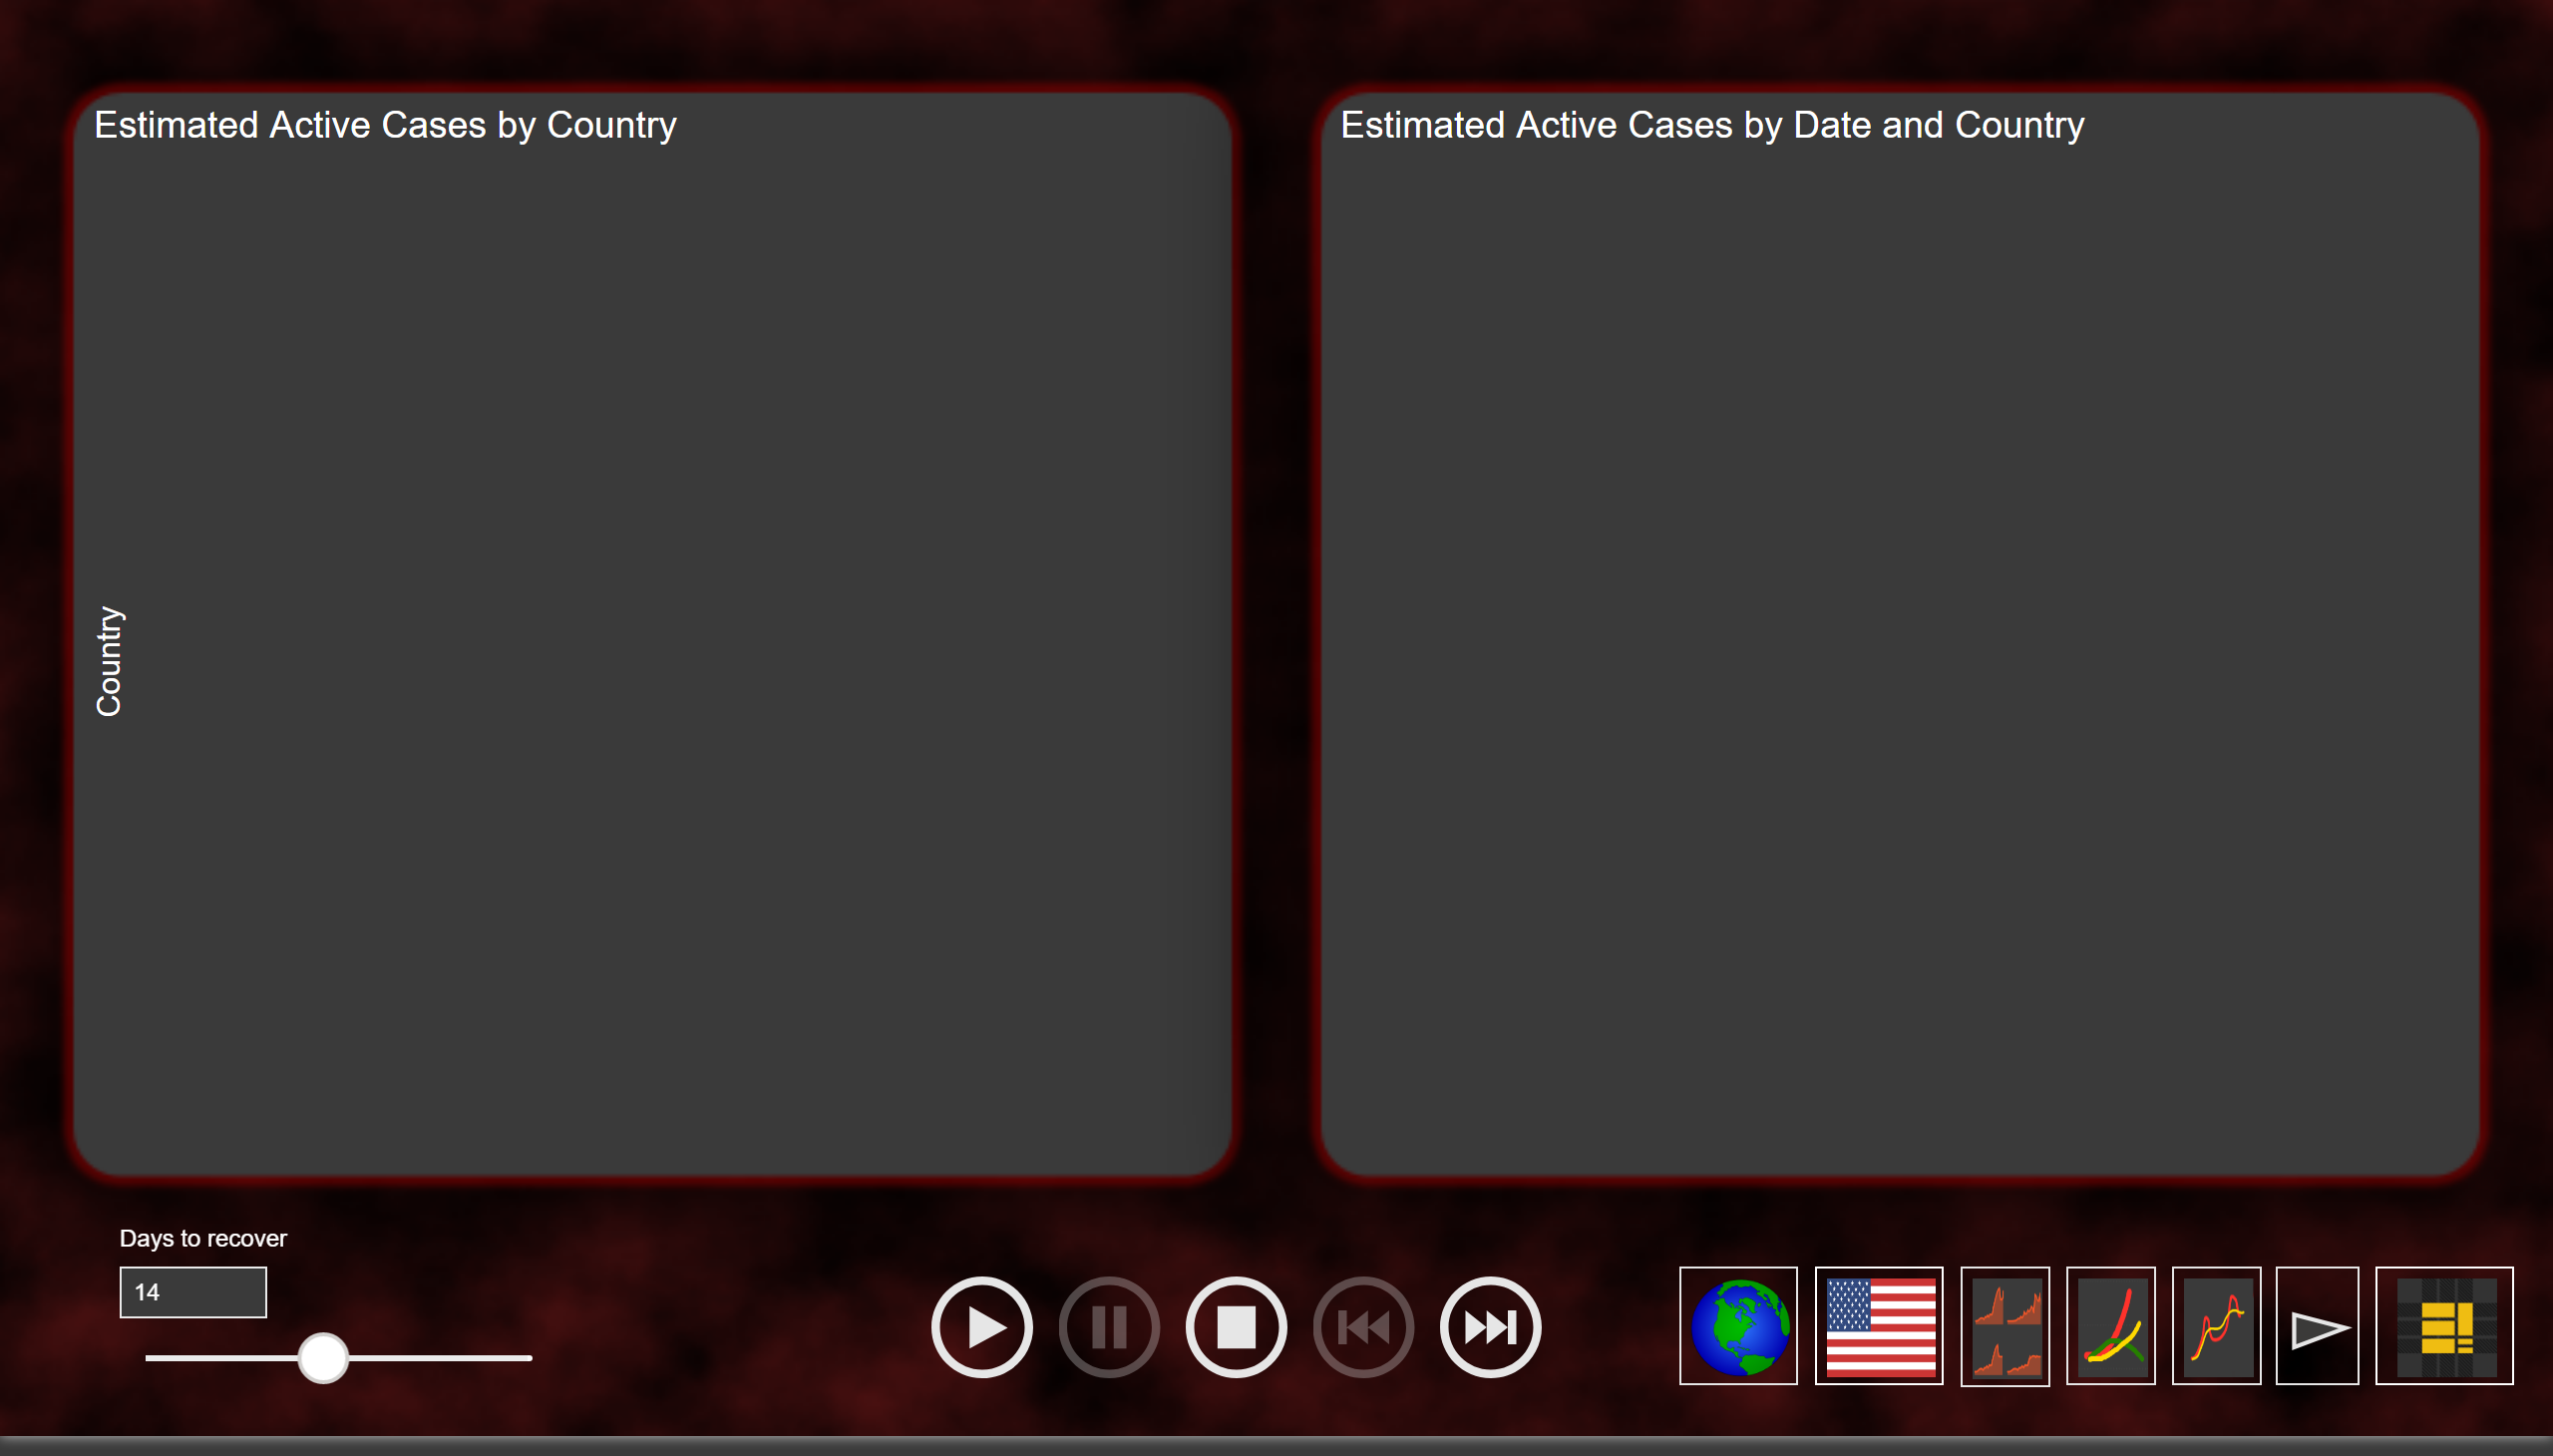 Estimated Active Cases by Country
Estimated Active Cases by Date and Country
Country
Days to recover
14